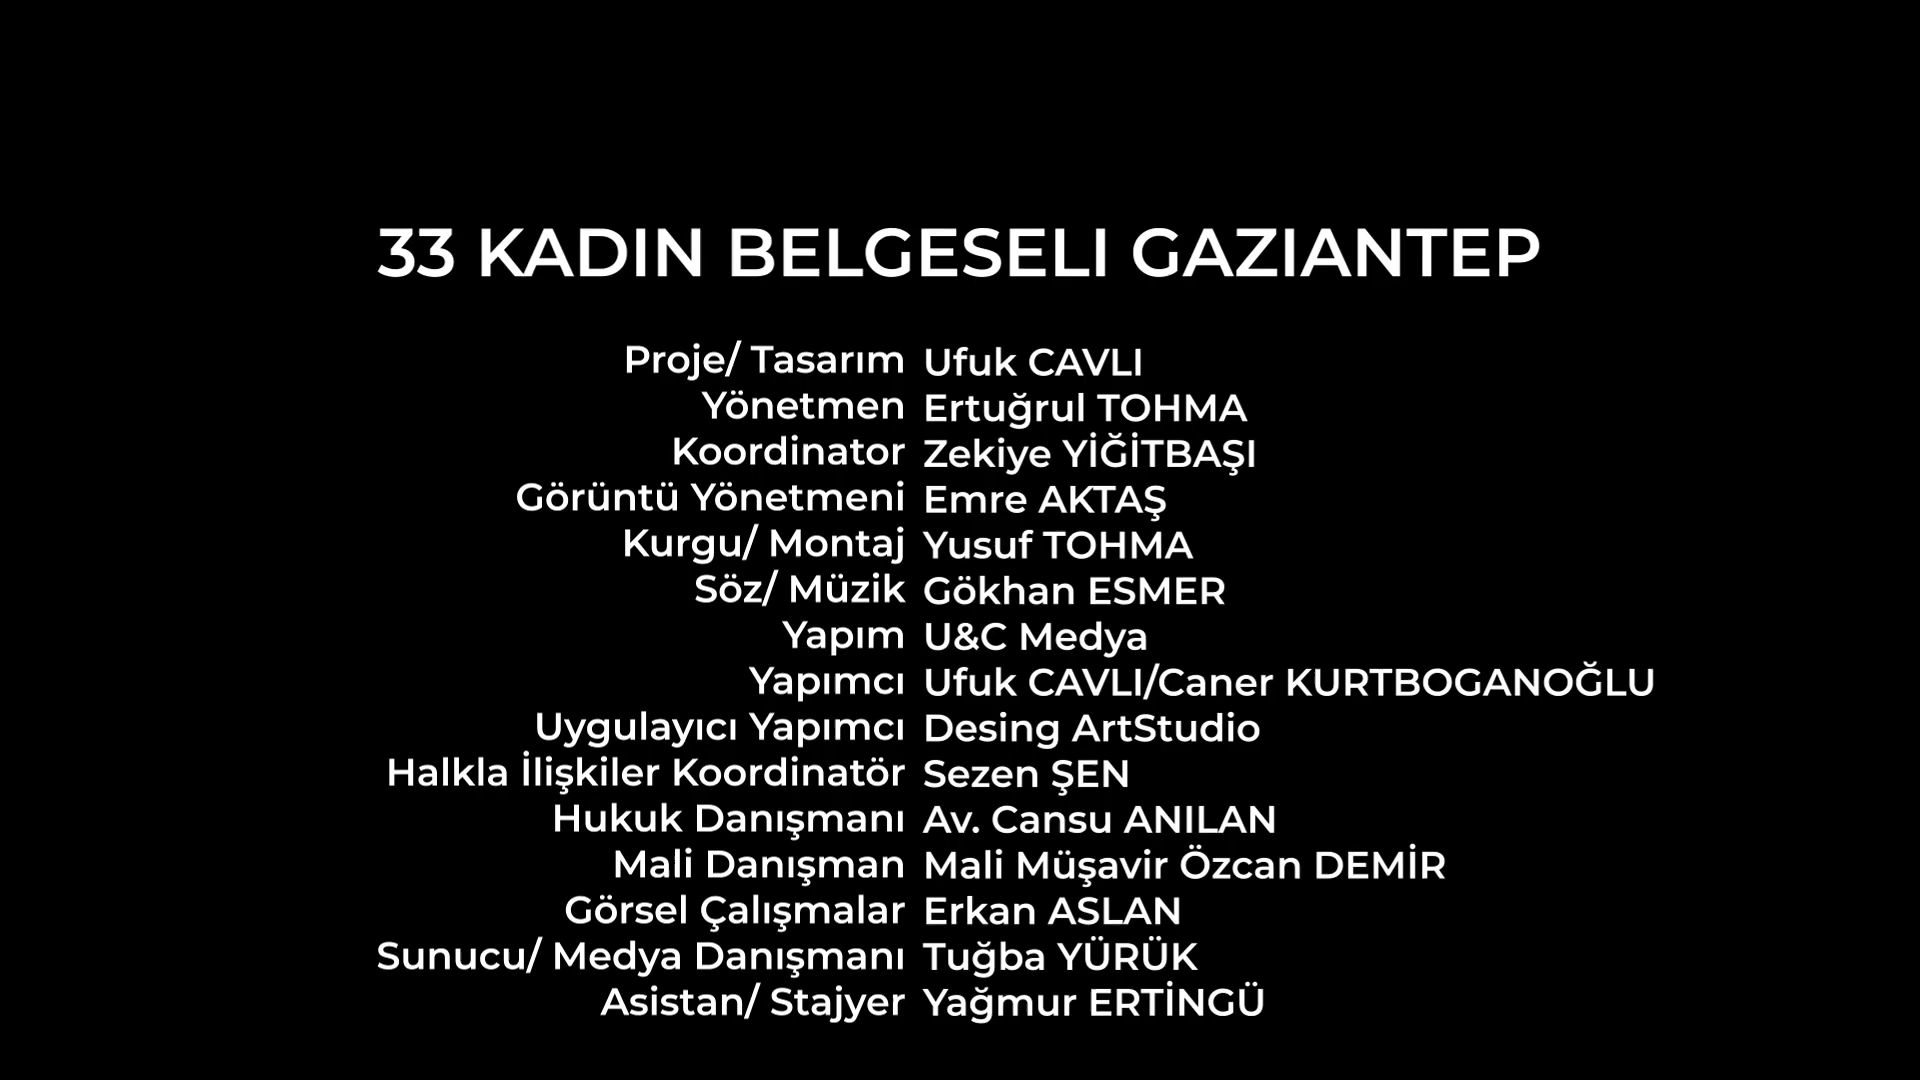 33 KADIN BELGESELI GAZIANTEP
Proje/ Tasarım Ufuk CAVLI
Yönetmen Ertuğrul TOHMA
Koordinator Zekiye YİĞİTBAŞI
Görüntü Yönetmeni Emre AKTAŞ
Kurgu/ Montaj Yusuf TOHMA
Söz/ Müzik Gökhan ESMER
Yapım U&C Medya
Yapımcı Ufuk CAVLI/Caner KURTBOGANOĞLU
Uygulayıcı Yapımcı Desing ArtStudio
Halkla İlişkiler Koordinatör Sezen ŞEN
Hukuk Danışmanı Av. Cansu ANILAN
Mali Danışman Mali Müşavir Özcan DEMİR
Görsel Çalışmalar Erkan ASLAN
Sunucu/ Medya Danışmanı Tuğba YÜRÜK
Asistan/ Stajyer Yağmur ERTİNGÜ